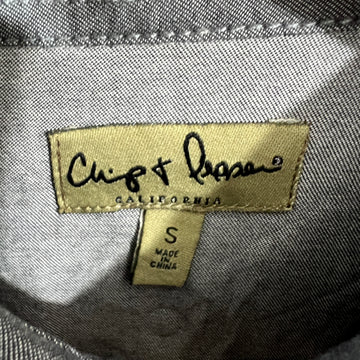 Chip & Pepper
CALIFORNIA
S
MADE IN
CHINA